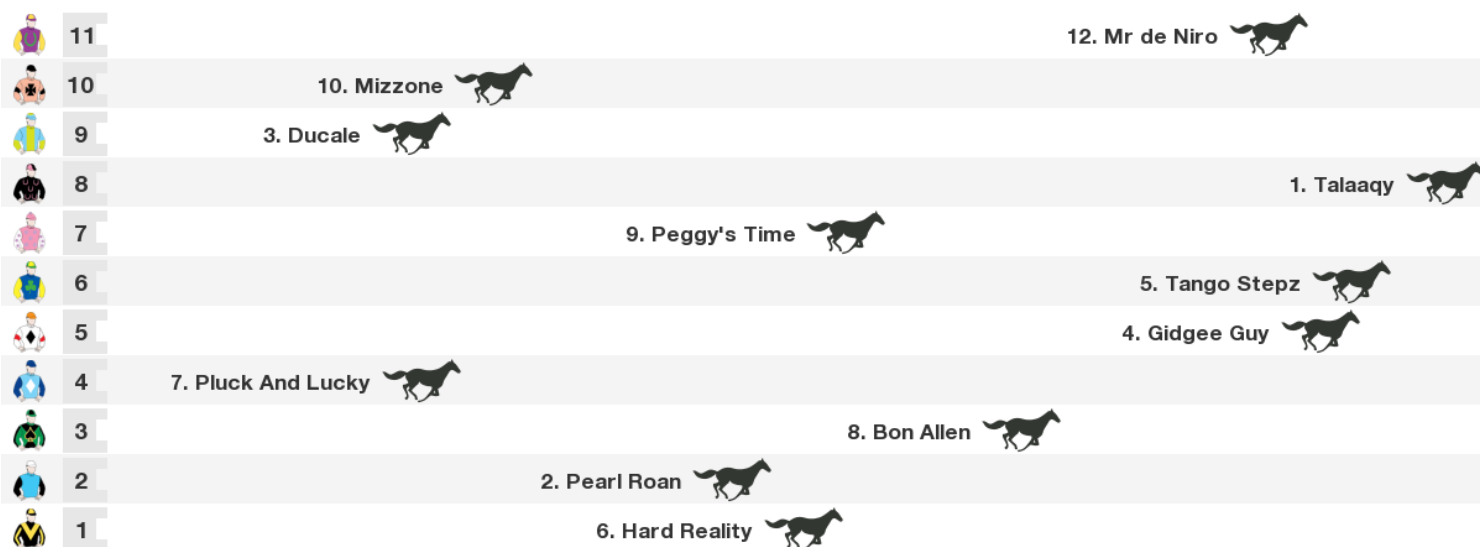 11 12. Mr de Niro
10 10. Mizzone
9 3. Ducale
8 1. Talaaqy
7 9. Peggy's Time
6 5. Tango Stepz
5 4. Gidgee Guy
4 7. Pluck And Lucky
3 8. Bon Allen
2 2. Pearl Roan
1 6. Hard Reality